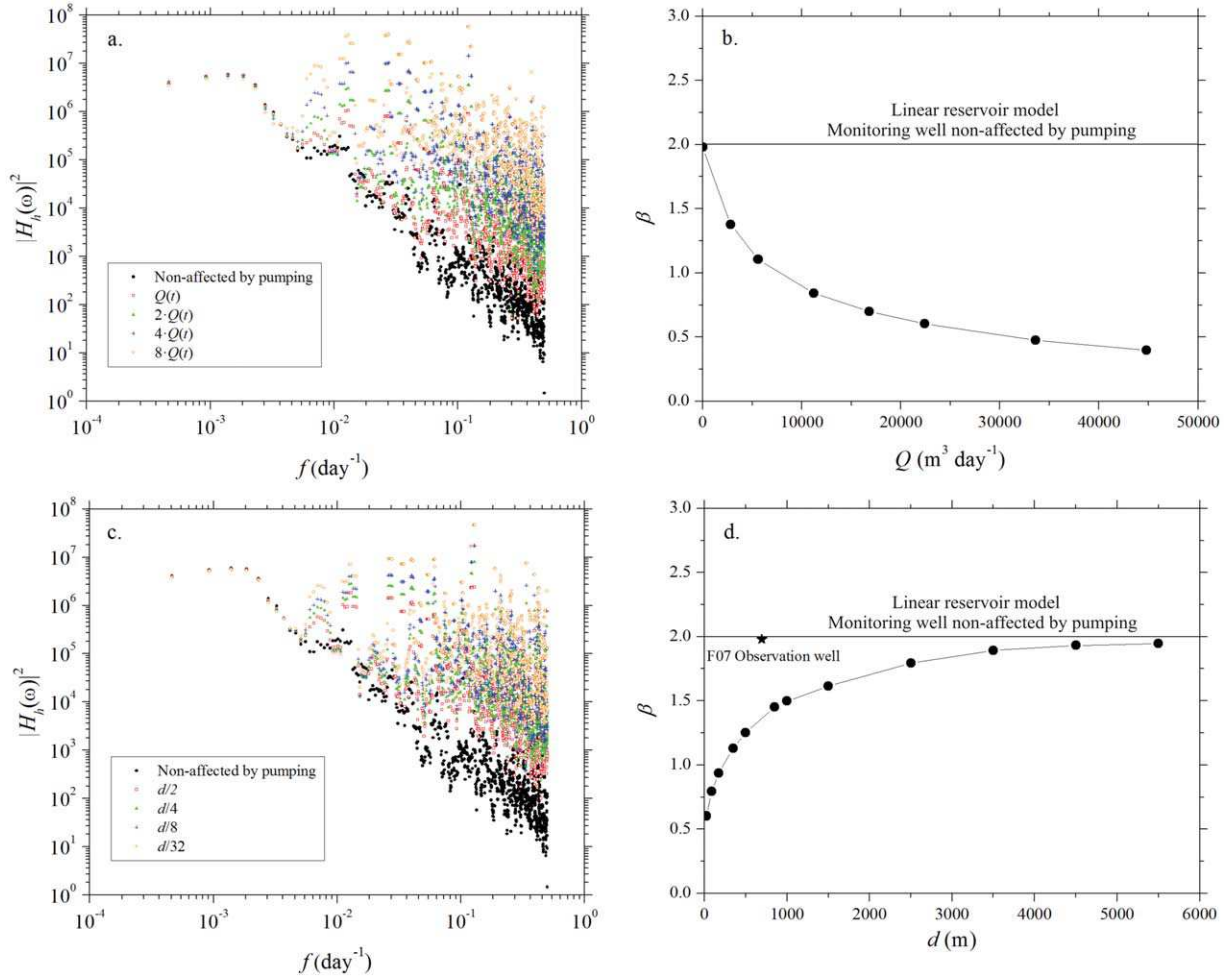 a.
10^8
10^7
10^6
10^5
10^4
10^3
10^2
10^1
10^0
|H_h(ω)|^2
Non-affected by pumping
Q(t)
2·Q(t)
4·Q(t)
8·Q(t)
10^-4
10^-3
10^-2
10^-1
10^0
f (day^-1)
b.
3.0
2.5
2.0
1.5
1.0
0.5
0.0
β
Linear reservoir model
Monitoring well non-affected by pumping
0
10000
20000
30000
40000
50000
Q (m^3 day^-1)
c.
10^8
10^7
10^6
10^5
10^4
10^3
10^2
10^1
10^0
|H_h(ω)|^2
Non-affected by pumping
d/2
d/4
d/8
d/32
10^-4
10^-3
10^-2
10^-1
10^0
f (day^-1)
d.
3.0
2.5
2.0
1.5
1.0
0.5
0.0
β
Linear reservoir model
Monitoring well non-affected by pumping
F07 Observation well
0
1000
2000
3000
4000
5000
6000
d (m)